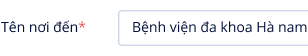 Tên nơi đến* Bệnh viện đa khoa Hà nam